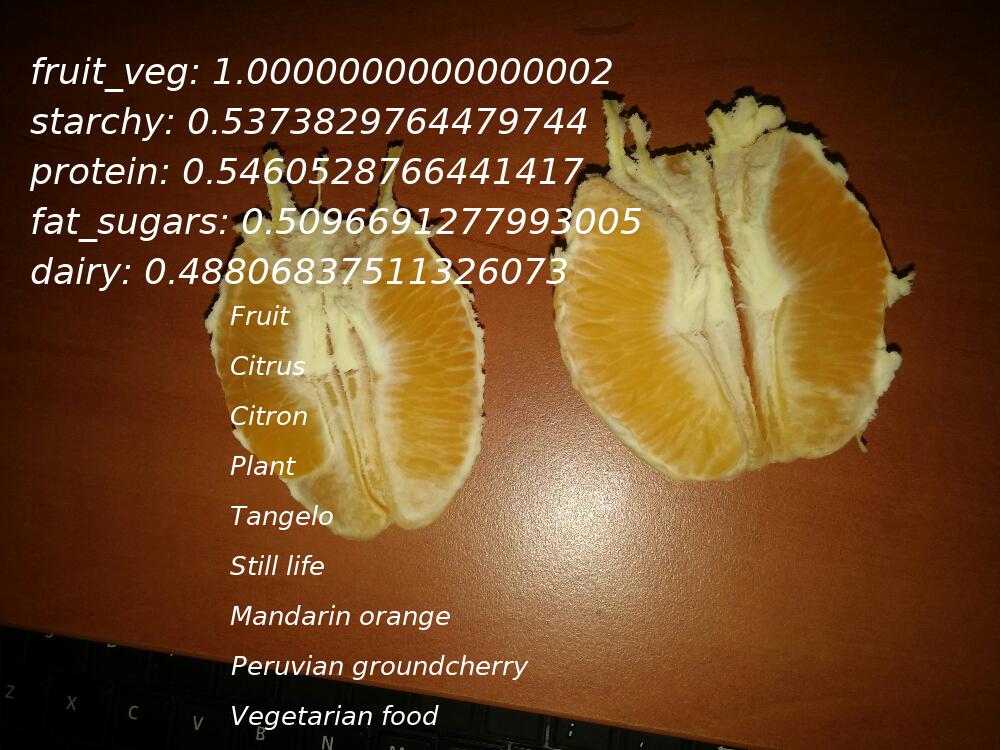 fruit_veg: 1.0000000000000002
starchy: 0.5373829764479744
protein: 0.5460528766441417
fat_sugars: 0.5096691277993005
dairy: 0.48806837511326073
Fruit
Citrus
Citron
Plant
Tangelo
Still life
Mandarin orange
Peruvian groundcherry
Vegetarian food
Z X C V B N